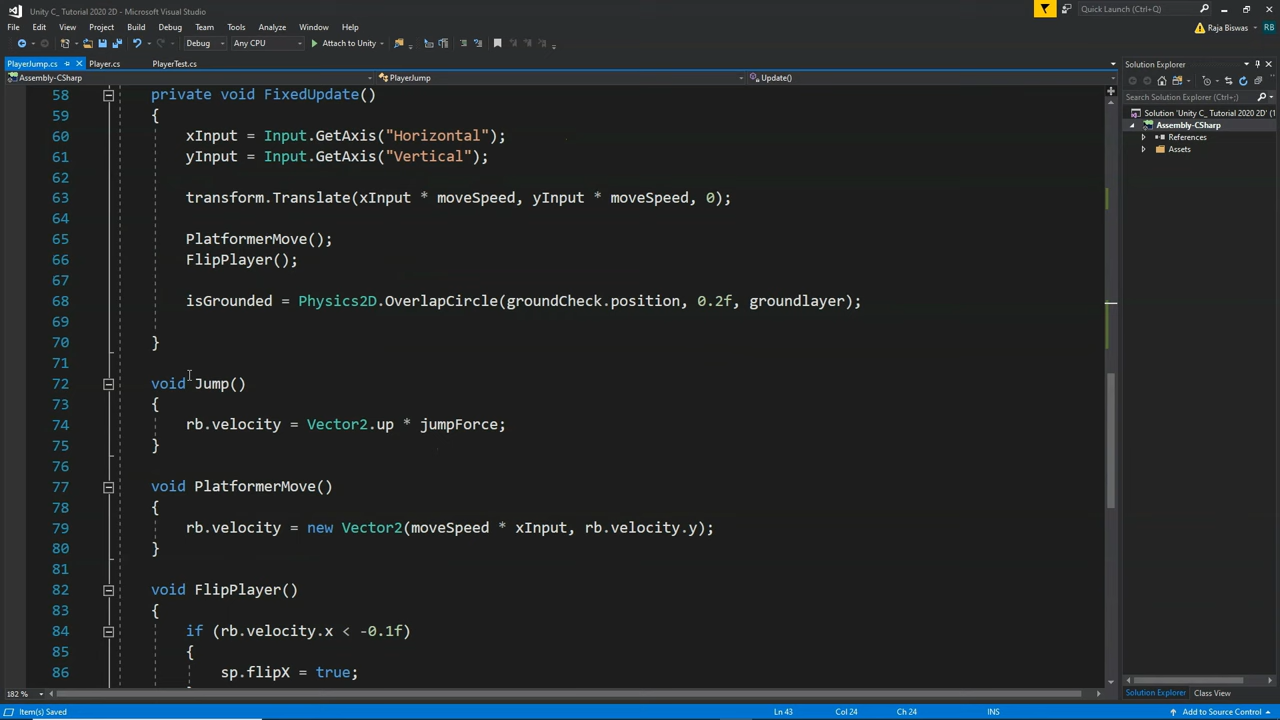 Unity C_ Tutorial 2020 2D - Microsoft Visual Studio
Quick Launch (Ctrl+Q)
File Edit View Project Build Debug Team Tools Analyze Window Help
Raja Biswas RB
Debug Any CPU Attach to Unity
PlayerJump.cs Player.cs PlayerTest.cs
Assembly-CSharp PlayerJump Update()
58 private void FixedUpdate()
59 {
60 xInput = Input.GetAxis("Horizontal");
61 yInput = Input.GetAxis("Vertical");
62
63 transform.Translate(xInput * moveSpeed, yInput * moveSpeed, 0);
64
65 PlatformerMove();
66 FlipPlayer();
67
68 isGrounded = Physics2D.OverlapCircle(groundCheck.position, 0.2f, groundlayer);
69
70 }
71
72 void Jump()
73 {
74 rb.velocity = Vector2.up * jumpForce;
75 }
76
77 void PlatformerMove()
78 {
79 rb.velocity = new Vector2(moveSpeed * xInput, rb.velocity.y);
80 }
81
82 void FlipPlayer()
83 {
84 if (rb.velocity.x < -0.1f)
85 {
86 sp.flipX = true;
182 %
Solution Explorer
Search Solution Explorer (Ctrl+;)
Solution 'Unity C_ Tutorial 2020 2D'
Assembly-CSharp
References
Assets
Solution Explorer Class View
Item(s) Saved Ln 43 Col 24 Ch 24 INS Add to Source Control